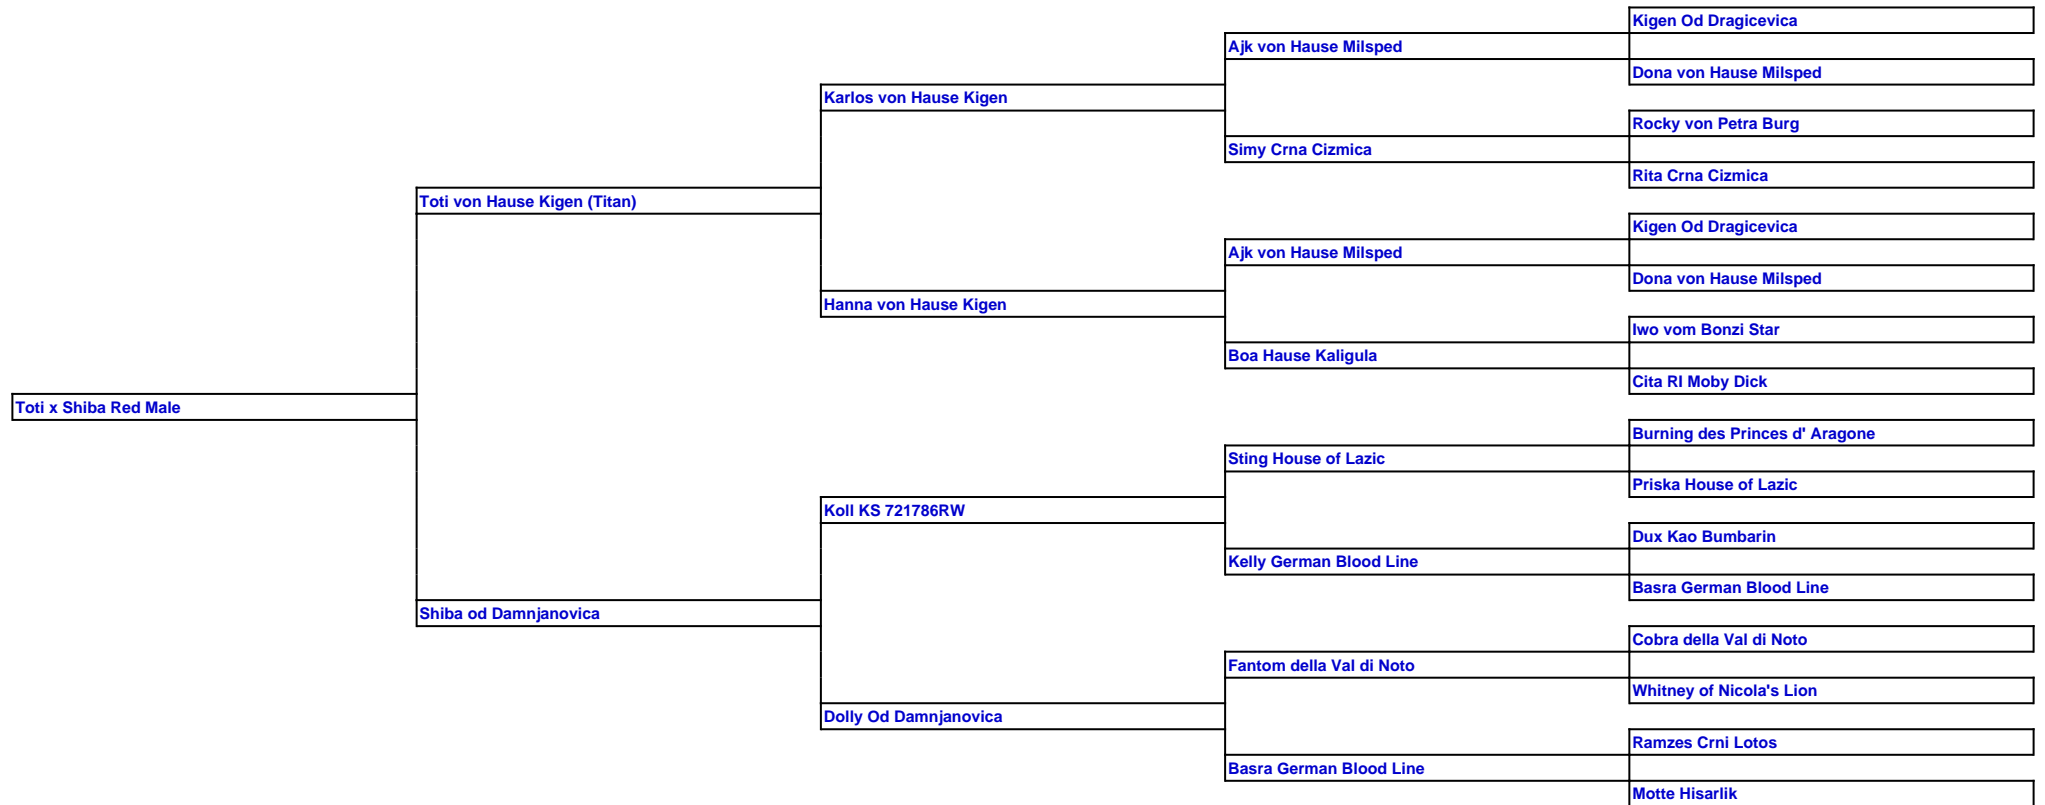 Kigen Od Dragicevica
Ajk von Hause Milsped
Dona von Hause Milsped
Karlos von Hause Kigen
Rocky von Petra Burg
Simy Crna Cizmica
Rita Crna Cizmica
Toti von Hause Kigen (Titan)
Kigen Od Dragicevica
Ajk von Hause Milsped
Dona von Hause Milsped
Hanna von Hause Kigen
Iwo vom Bonzi Star
Boa Hause Kaligula
Cita RI Moby Dick
Toti x Shiba Red Male
Burning des Princes d' Aragone
Sting House of Lazic
Priska House of Lazic
Koll KS 721786RW
Dux Kao Bumbarin
Kelly German Blood Line
Basra German Blood Line
Shiba od Damnjanovica
Cobra della Val di Noto
Fantom della Val di Noto
Whitney of Nicola's Lion
Dolly Od Damnjanovica
Ramzes Crni Lotos
Basra German Blood Line
Motte Hisarlik